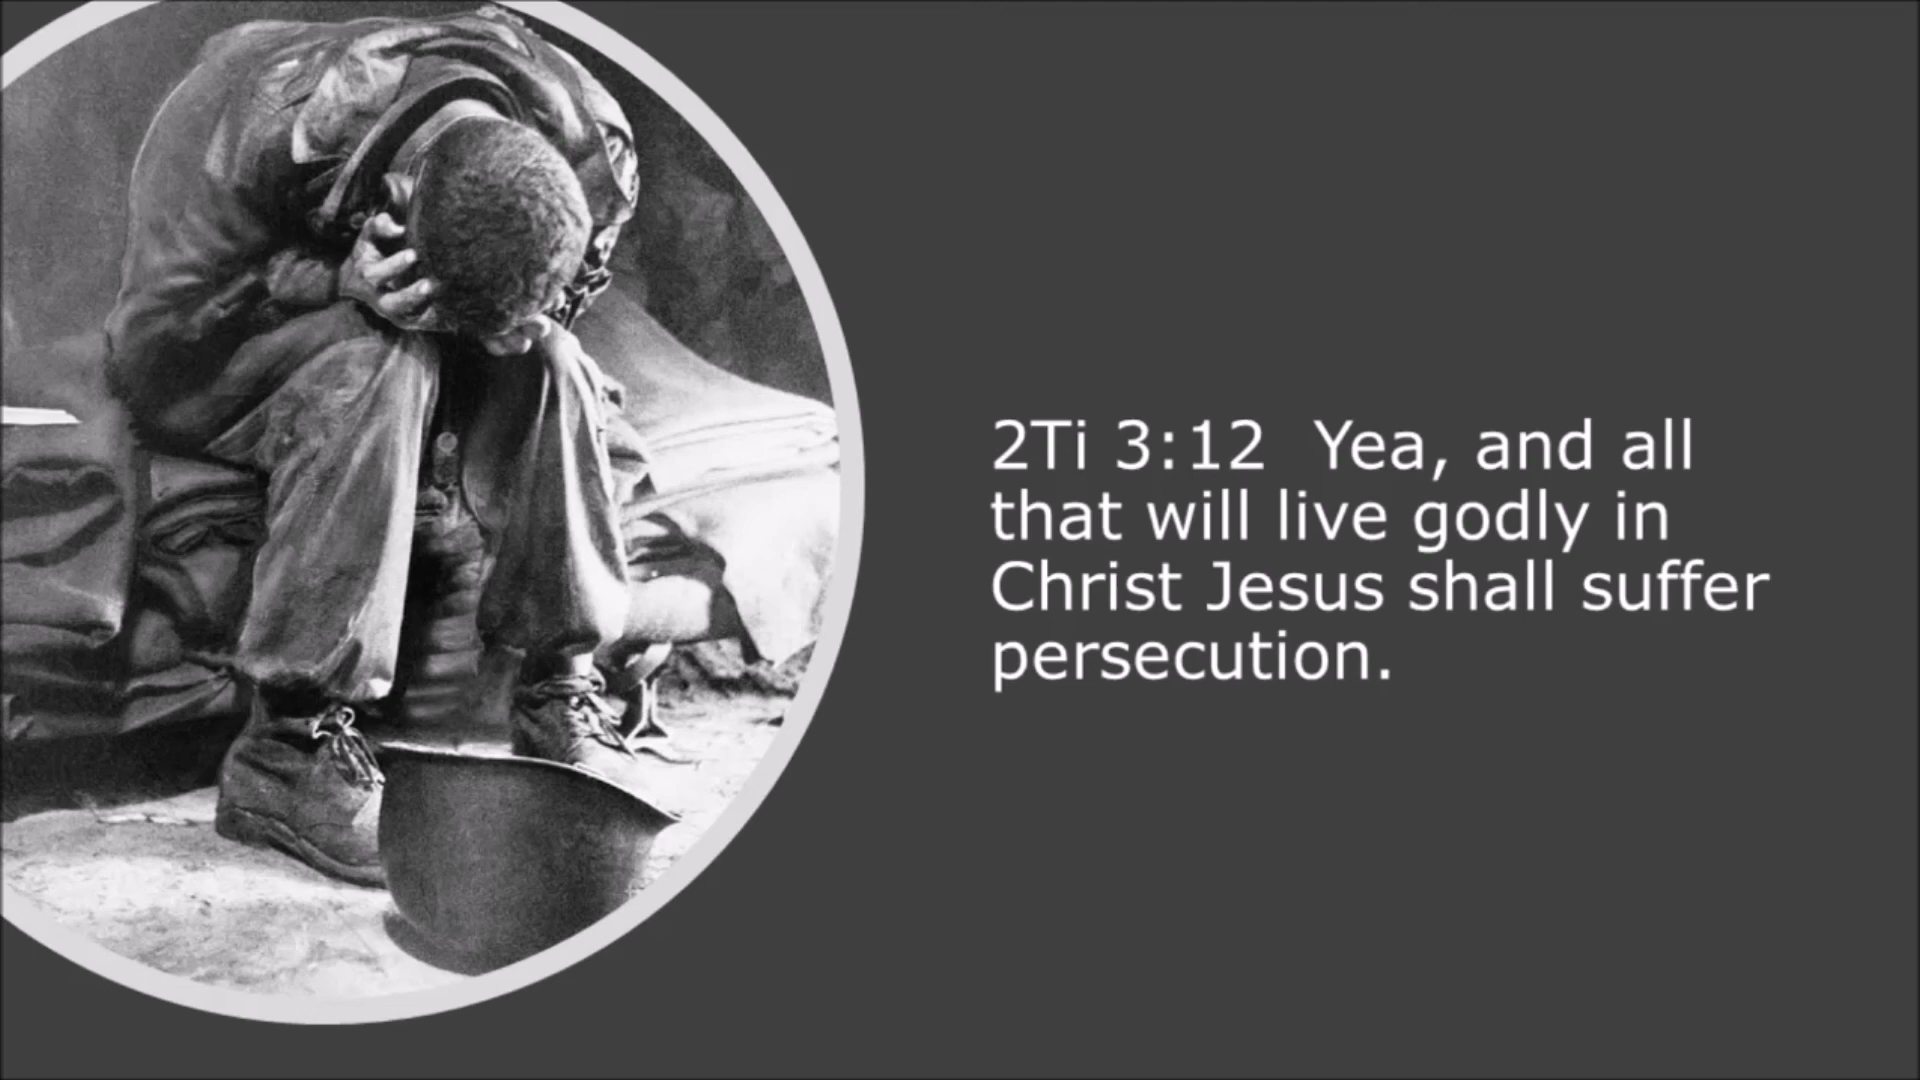 2Ti 3:12  Yea, and all
that will live godly in
Christ Jesus shall suffer
persecution.